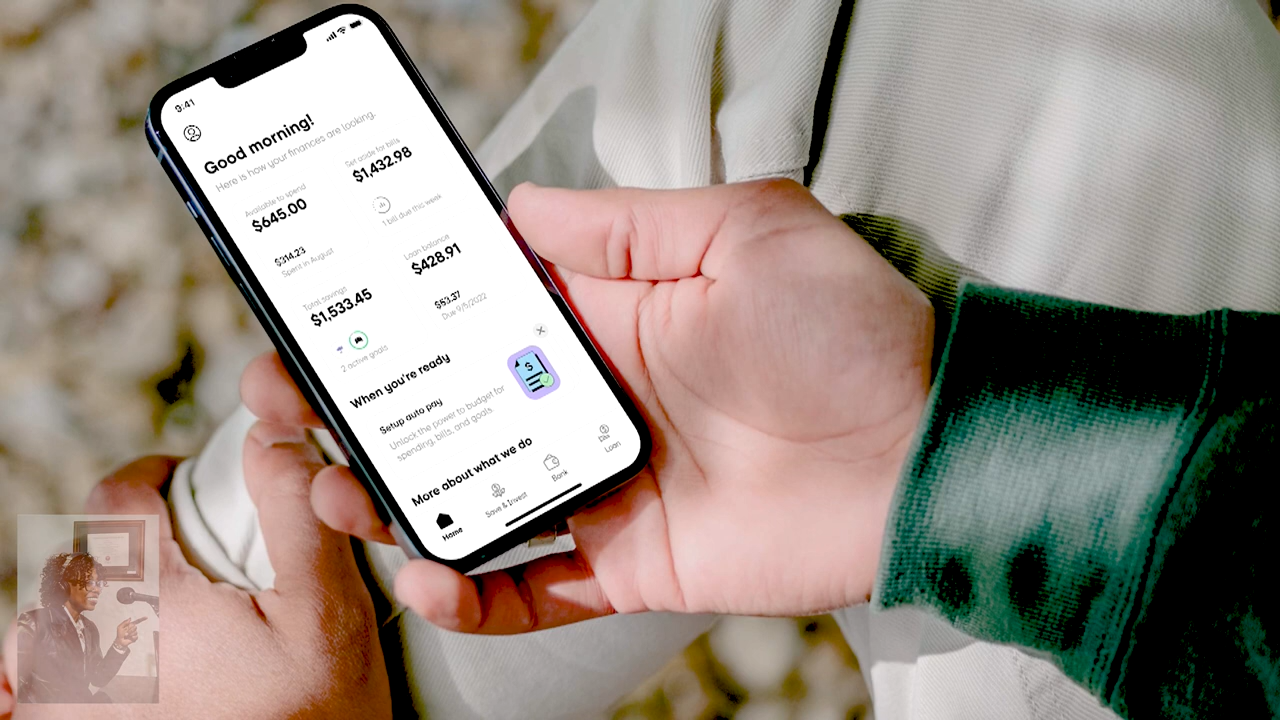 9:41
Good morning!
Here is how your finances are looking.
Available to spend
$645.00
$314.23
Spent in August
Set aside for bills
$1,432.98
1 bill due this week
Total savings
$1,533.45
2 active goals
Loan balance
$428.91
$53.37
Due 9/5/2022
When you're ready
Setup auto pay
Unlock the power to budget for
spending, bills, and goals.
$
More about what we do
Home
Save & Invest
Bank
Loan